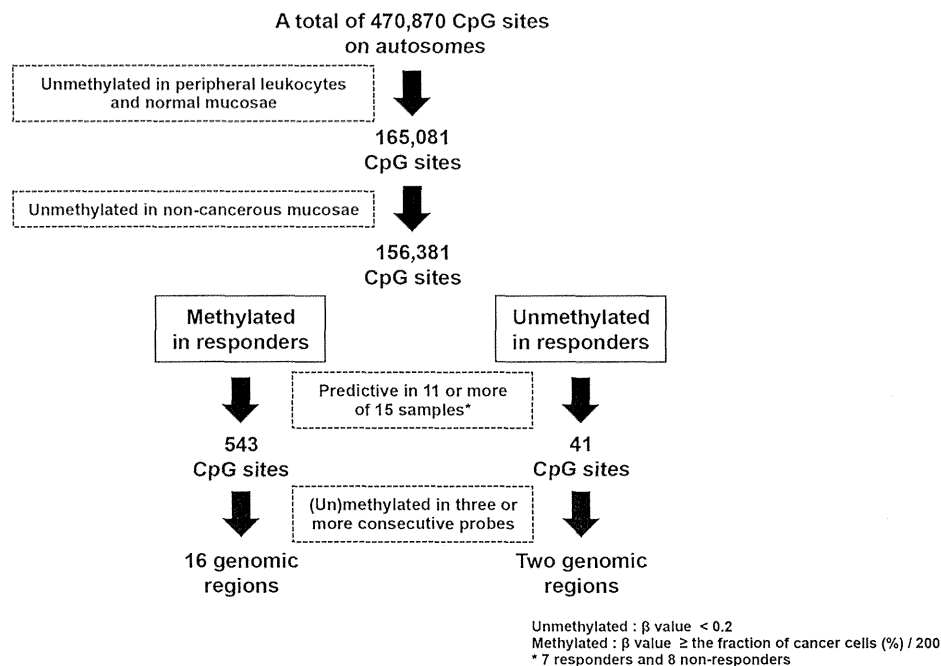 A total of 470,870 CpG sites
on autosomes
Unmethylated in peripheral leukocytes
and normal mucosae
165,081
CpG sites
Unmethylated in non-cancerous mucosae
156,381
CpG sites
Methylated
in responders
Unmethylated
in responders
Predictive in 11 or more
of 15 samples*
543
CpG sites
41
CpG sites
(Un)methylated in three or
more consecutive probes
16 genomic
regions
Two genomic
regions
Unmethylated : β value < 0.2
Methylated : β value ≥ the fraction of cancer cells (%) / 200
* 7 responders and 8 non-responders